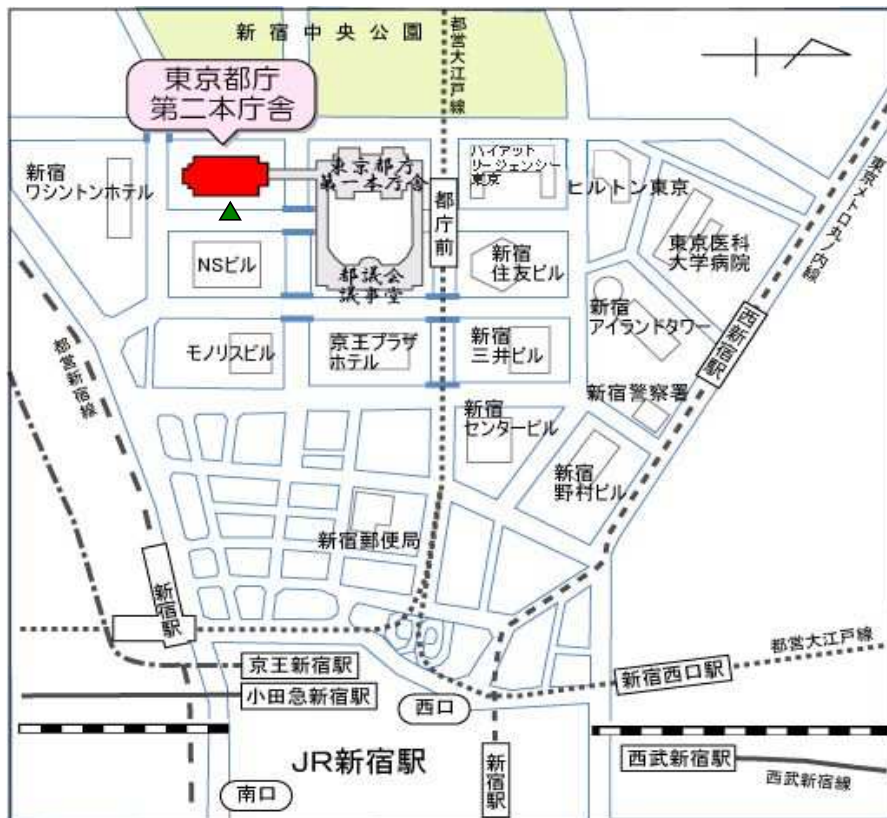 新宿中央公園
都営大江戸線
東京都庁
第二本庁舎
新宿
ワシントンホテル
東京都庁
第一本庁舎
ハイアット
リージェンシー
東京
ヒルトン東京
都庁前
東京医科
大学病院
東京メトロ丸ノ内線
NSビル
都議会
議事堂
新宿
住友ビル
新宿
アイランドタワー
西新宿駅
モノリスビル
京王プラザ
ホテル
新宿
三井ビル
都営新宿線
新宿警察署
新宿
センタービル
新宿
野村ビル
新宿郵便局
新宿駅
都営大江戸線
京王新宿駅
新宿西口駅
小田急新宿駅
西口
JR新宿駅
新宿駅
西武新宿駅
西武新宿線
南口